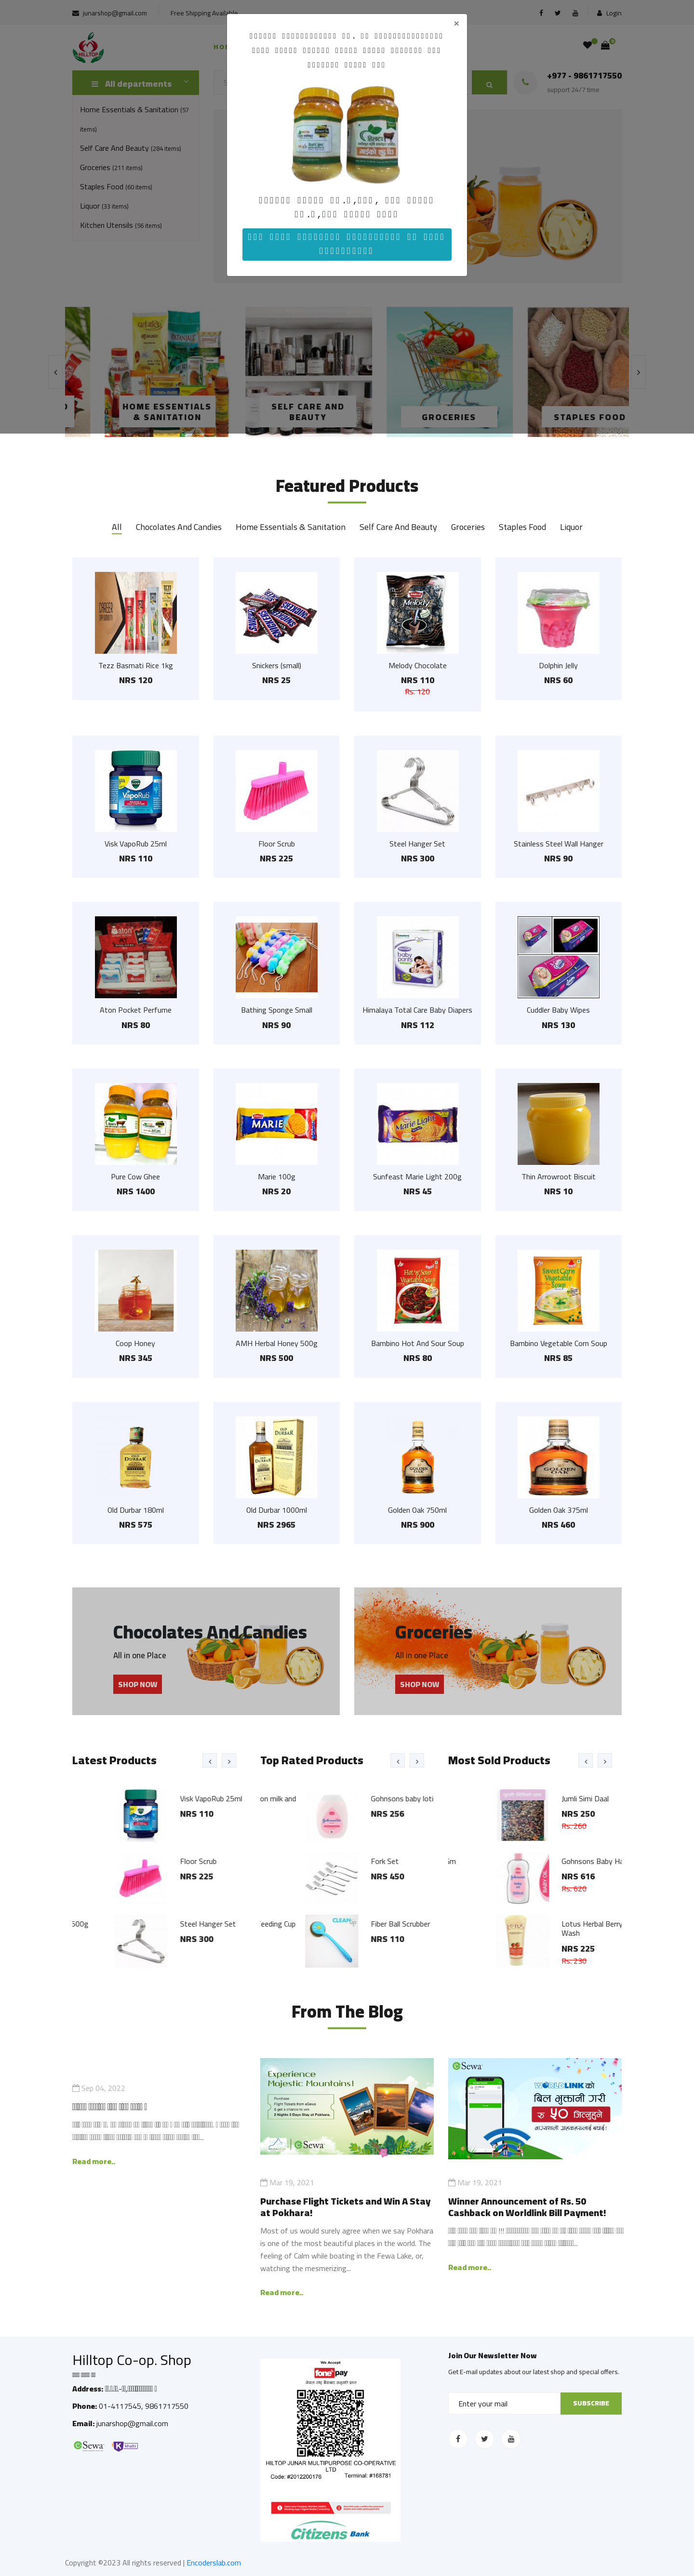 junarshop@gmail.com
Free Shipping Available
Login
×
HILLTOP
All departments
+977 - 9861717550
support 24/7 time
Home Essentials & Sanitation (57 items)
Self Care And Beauty (284 items)
Groceries (211 items)
Staples Food (60 items)
Liquor (33 items)
Kitchen Utensils (56 items)
HOME ESSENTIALS
& SANITATION
SELF CARE AND
BEAUTY
GROCERIES
STAPLES FOOD
Featured Products
All
Chocolates And Candies
Home Essentials & Sanitation
Self Care And Beauty
Groceries
Staples Food
Liquor
Tezz Basmati Rice 1kg
NRS 120
Snickers (small)
NRS 25
Melody Chocolate
NRS 110
Rs. 120
Dolphin Jelly
NRS 60
Visk VapoRub 25ml
NRS 110
Floor Scrub
NRS 225
Steel Hanger Set
NRS 300
Stainless Steel Wall Hanger
NRS 90
Aton Pocket Perfume
NRS 80
Bathing Sponge Small
NRS 90
Himalaya Total Care Baby Diapers
NRS 112
Cuddler Baby Wipes
NRS 130
Pure Cow Ghee
NRS 1400
Marie 100g
NRS 20
Sunfeast Marie Light 200g
NRS 45
Thin Arrowroot Biscuit
NRS 10
Coop Honey
NRS 345
AMH Herbal Honey 500g
NRS 500
Bambino Hot And Sour Soup
NRS 80
Bambino Vegetable Corn Soup
NRS 85
Old Durbar 180ml
NRS 575
Old Durbar 1000ml
NRS 2965
Golden Oak 750ml
NRS 900
Golden Oak 375ml
NRS 460
Chocolates And Candies
All in one Place
SHOP NOW
Groceries
All in one Place
SHOP NOW
Latest Products
Visk VapoRub 25ml
NRS 110
Floor Scrub
NRS 225
500g
Steel Hanger Set
NRS 300
Top Rated Products
on milk and
Gohnsons baby loti
NRS 256
Fork Set
NRS 450
eeding Cup
Fiber Ball Scrubber
NRS 110
Most Sold Products
Jumli Simi Daal
NRS 250
Rs. 260
Gohnsons Baby Ha
NRS 616
Rs. 620
Lotus Herbal Berry
Wash
NRS 225
Rs. 230
From The Blog
Sep 04, 2022
Read more..
Experience
Majestic Mountains!
eSewa
Mar 19, 2021
Purchase Flight Tickets and Win A Stay
at Pokhara!
Most of us would surely agree when we say Pokhara
is one of the most beautiful places in the world. The
feeling of Calm while boating in the Fewa Lake, or,
watching the mesmerizing...
Read more..
eSewa
WORLDLINK को
बिल भुक्तानी गरी
रु ५० जित्नुहुने
Mar 19, 2021
Winner Announcement of Rs. 50
Cashback on Worldlink Bill Payment!
Read more..
Hilltop Co-op. Shop
Address:
Phone: 01-4117545, 9861717550
Email: junarshop@gmail.com
eSewa
Khalti
We Accept
fonepay
HILLTOP JUNAR MULTIPURPOSE CO-OPERATIVE
LTD
Code: #2012200176
Terminal: #168781
Citizens Bank
Join Our Newsletter Now
Get E-mail updates about our latest shop and special offers.
Enter your mail
SUBSCRIBE
Copyright ©2023 All rights reserved | Encoderslab.com